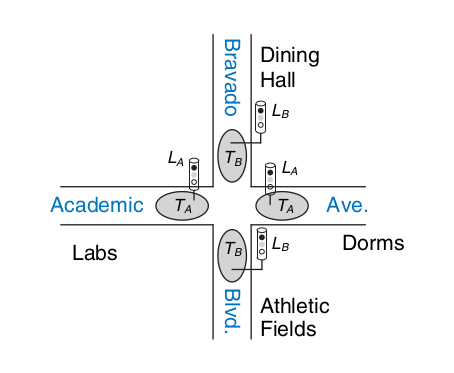 Bravado
Dining
Hall
L_B
L_A
T_B
L_A
Academic
T_A
T_A
Ave.
Labs
T_B
L_B
Dorms
Blvd.
Athletic
Fields